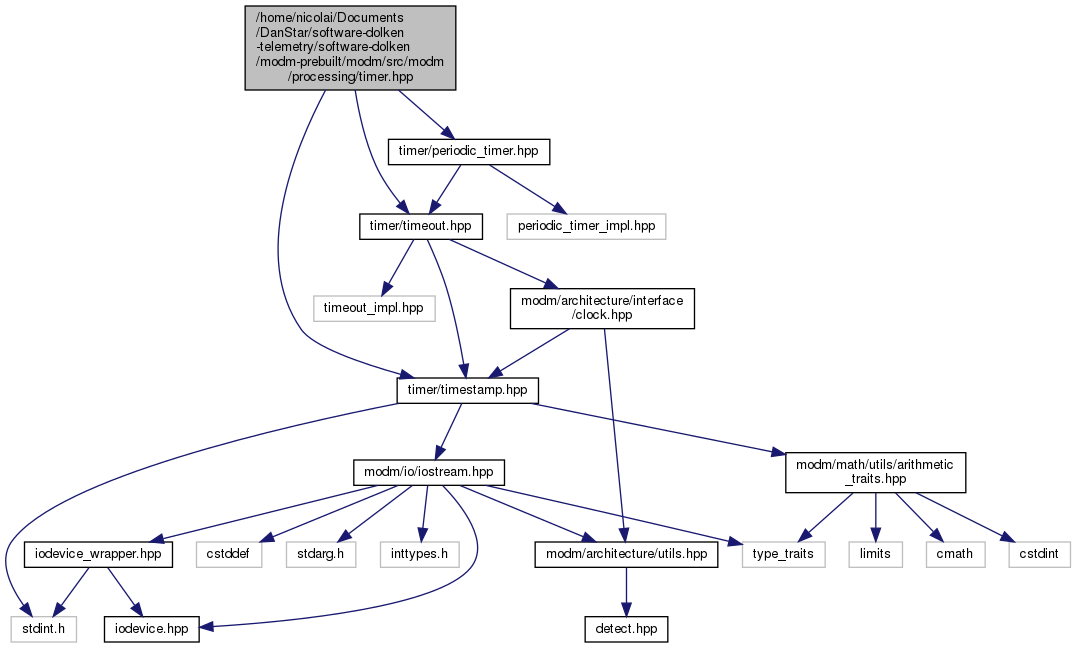 /home/nicolai/Documents
/DanStar/software-dolken
-telemetry/software-dolken
/modm-prebuilt/modm/src/modm
/processing/timer.hpp
timer/periodic_timer.hpp
timer/timeout.hpp
periodic_timer_impl.hpp
timeout_impl.hpp
modm/architecture/interface
/clock.hpp
timer/timestamp.hpp
modm/io/iostream.hpp
modm/math/utils/arithmetic
_traits.hpp
iodevice_wrapper.hpp
cstddef
stdarg.h
inttypes.h
modm/architecture/utils.hpp
type_traits
limits
cmath
cstdint
stdint.h
iodevice.hpp
detect.hpp